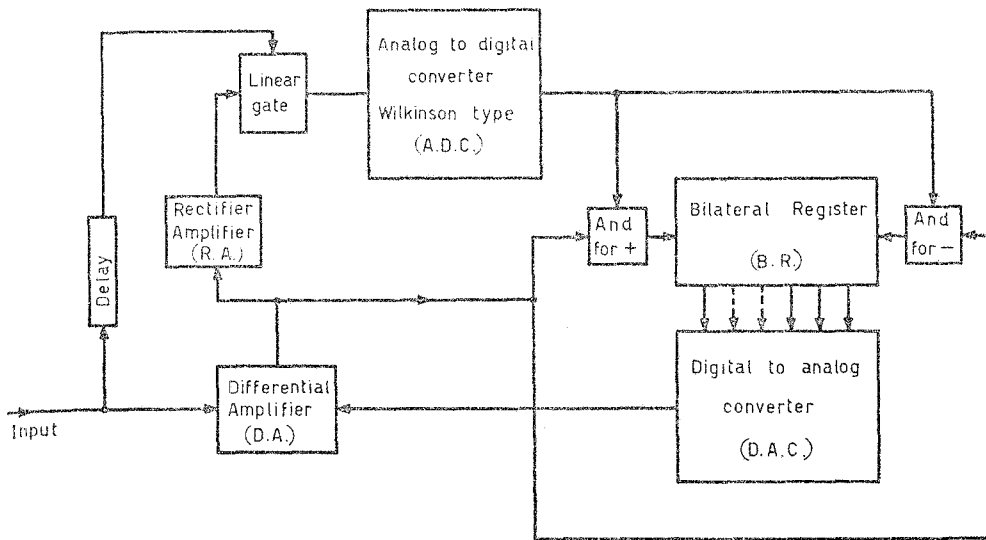 Analog to digital
converter
Wilkinson type
(A.D.C.)
Linear
gate
Rectifier
Amplifier
(R.A.)
Delay
And
for +
Bilateral Register
(B.R.)
And
for -
Differential
Amplifier
(D.A.)
Digital to analog
converter
(D.A.C.)
Input